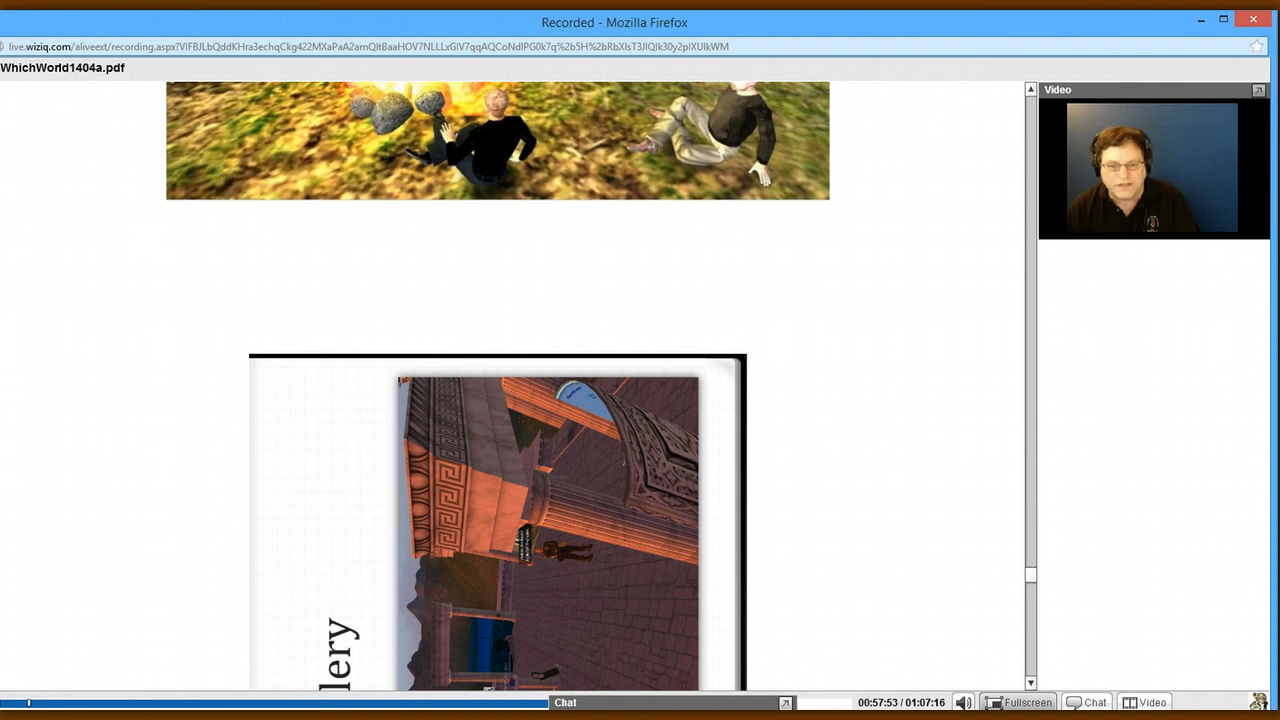 Recorded - Mozilla Firefox
WhichWorld1404a.pdf
Video
lery
Chat
00:57:53 / 01:07:16
Fullscreen
Chat
Video